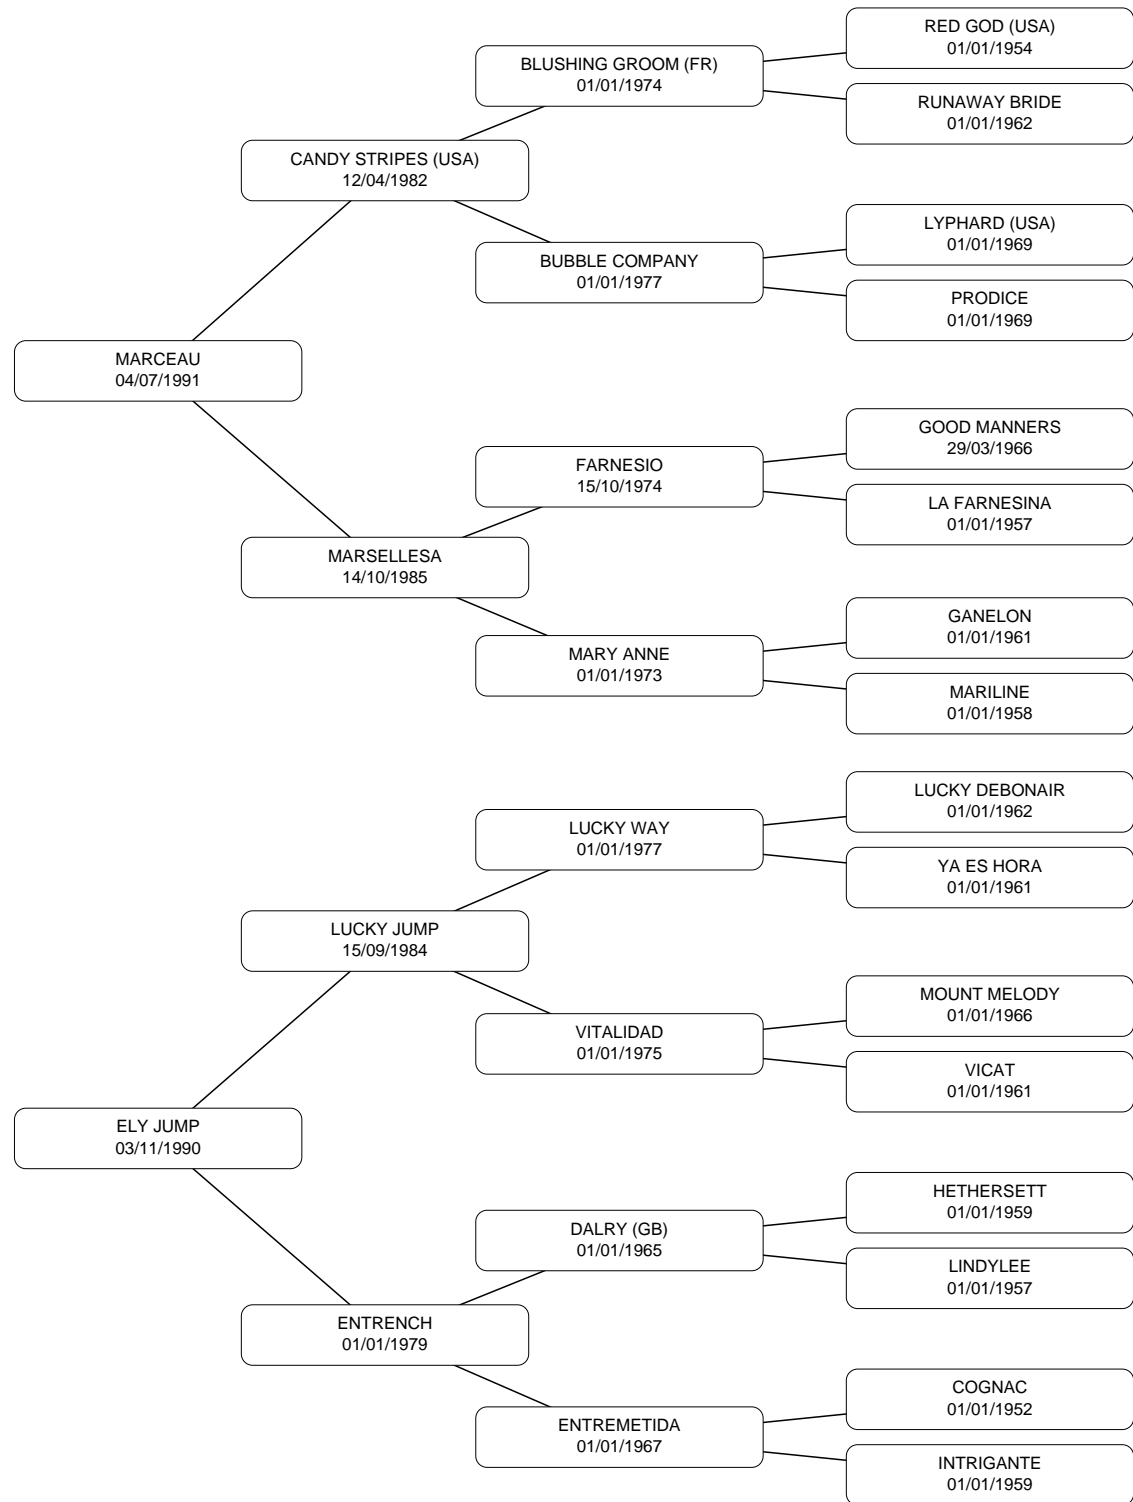 RED GOD (USA)
01/01/1954
BLUSHING GROOM (FR)
01/01/1974
RUNAWAY BRIDE
01/01/1962
CANDY STRIPES (USA)
12/04/1982
LYPHARD (USA)
01/01/1969
BUBBLE COMPANY
01/01/1977
PRODICE
01/01/1969
MARCEAU
04/07/1991
GOOD MANNERS
29/03/1966
FARNESIO
15/10/1974
LA FARNESINA
01/01/1957
MARSELLESA
14/10/1985
GANELON
01/01/1961
MARY ANNE
01/01/1973
MARILINE
01/01/1958
LUCKY DEBONAIR
01/01/1962
LUCKY WAY
01/01/1977
YA ES HORA
01/01/1961
LUCKY JUMP
15/09/1984
MOUNT MELODY
01/01/1966
VITALIDAD
01/01/1975
VICAT
01/01/1961
ELY JUMP
03/11/1990
HETHERSETT
01/01/1959
DALRY (GB)
01/01/1965
LINDYLEE
01/01/1957
ENTRENCH
01/01/1979
COGNAC
01/01/1952
ENTREMETIDA
01/01/1967
INTRIGANTE
01/01/1959